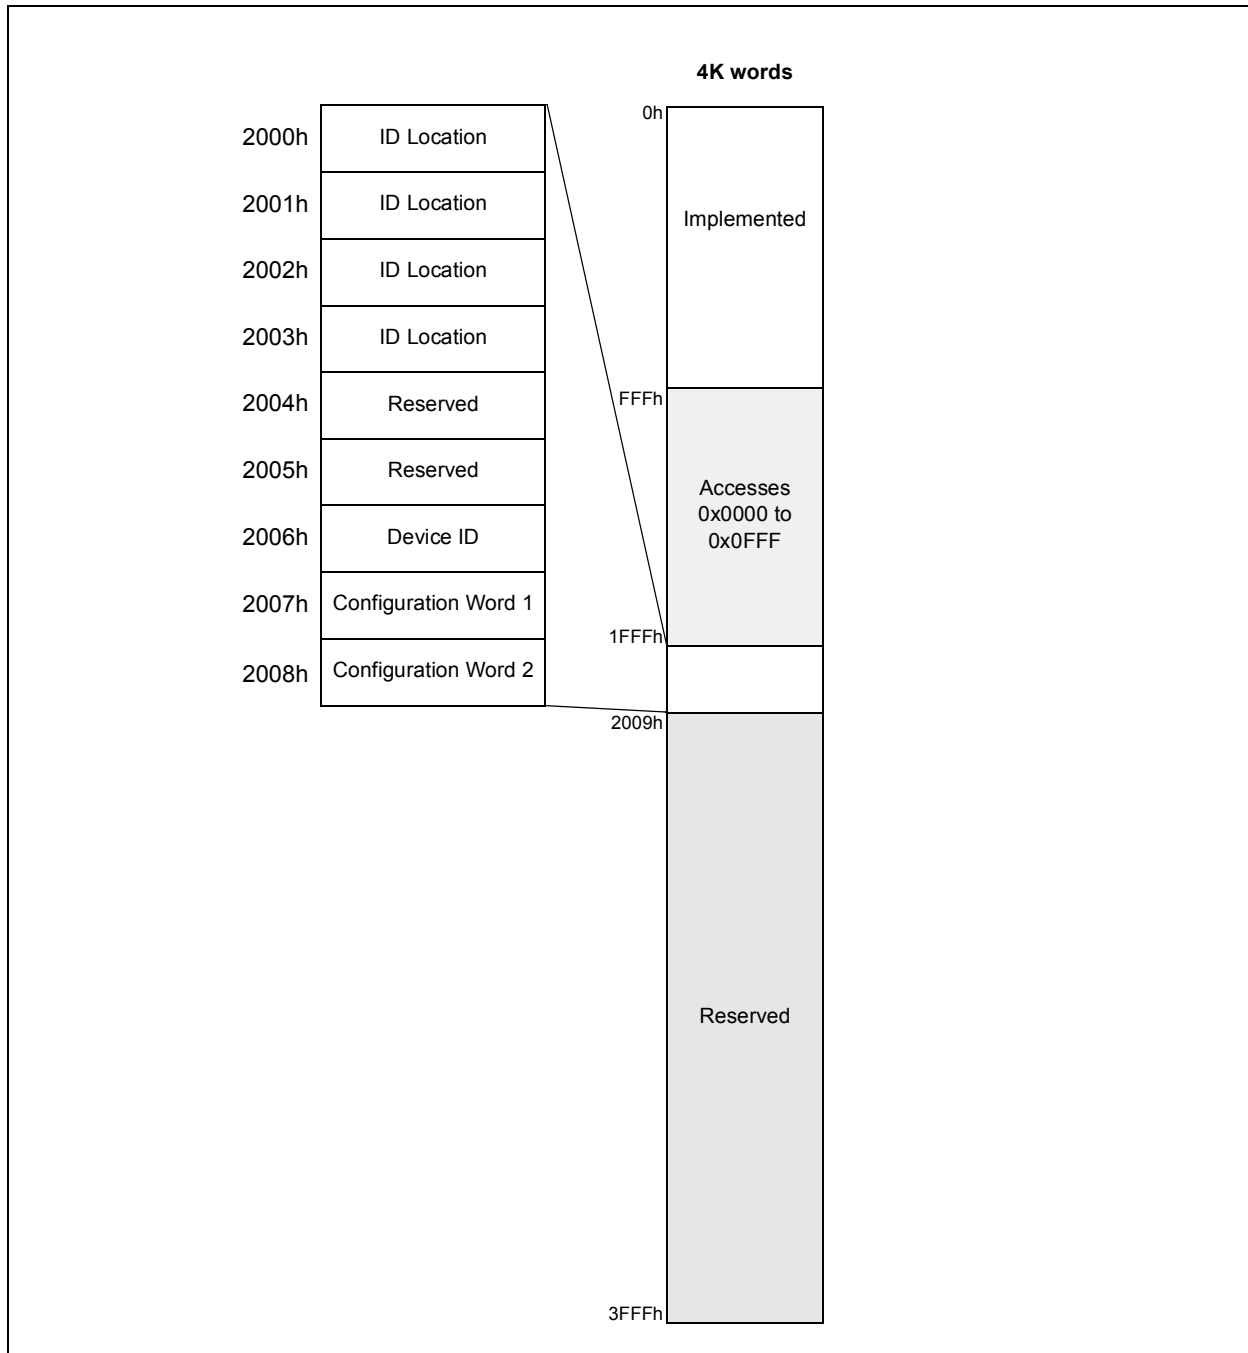 4K words
2000h
ID Location
2001h
ID Location
2002h
ID Location
2003h
ID Location
2004h
Reserved
2005h
Reserved
2006h
Device ID
2007h
Configuration Word 1
2008h
Configuration Word 2
0h
Implemented
FFFh
Accesses
0x0000 to
0x0FFF
1FFFh
2009h
Reserved
3FFFh